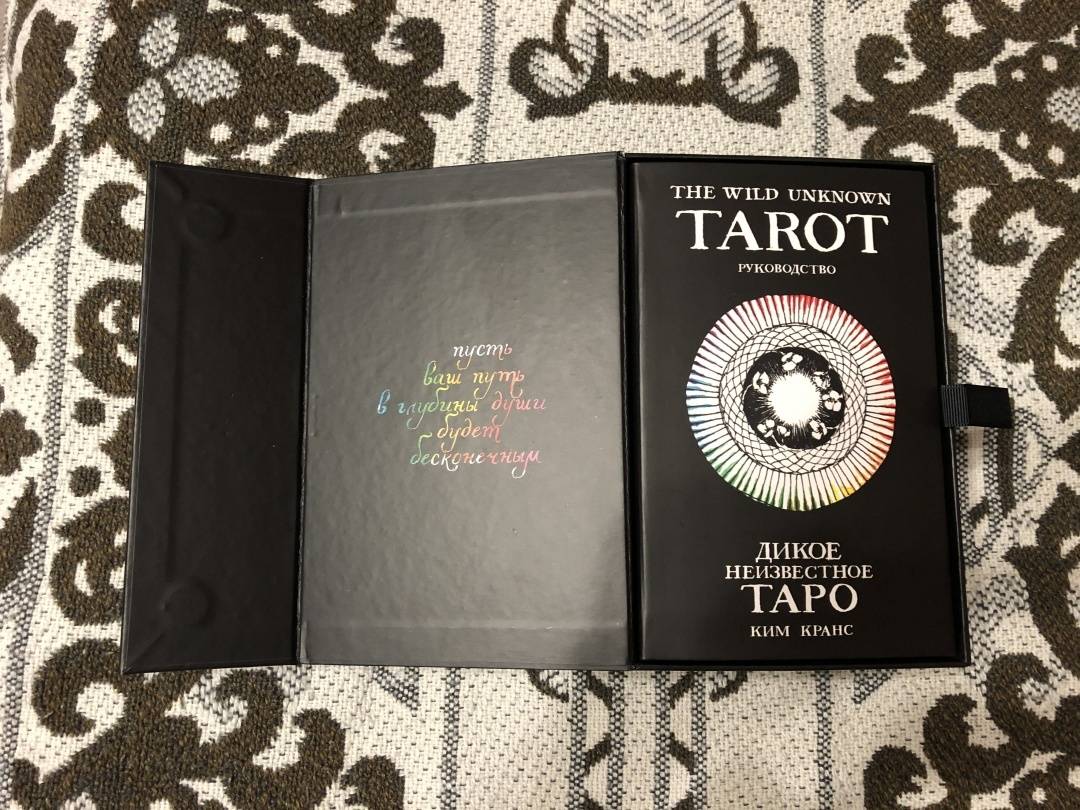 пусть
ваш путь
в глубины души
будет
бесконечным
THE WILD UNKNOWN
TAROT
РУКОВОДСТВО
ДИКОЕ
НЕИЗВЕСТНОЕ
ТАРО
КИМ КРАНС